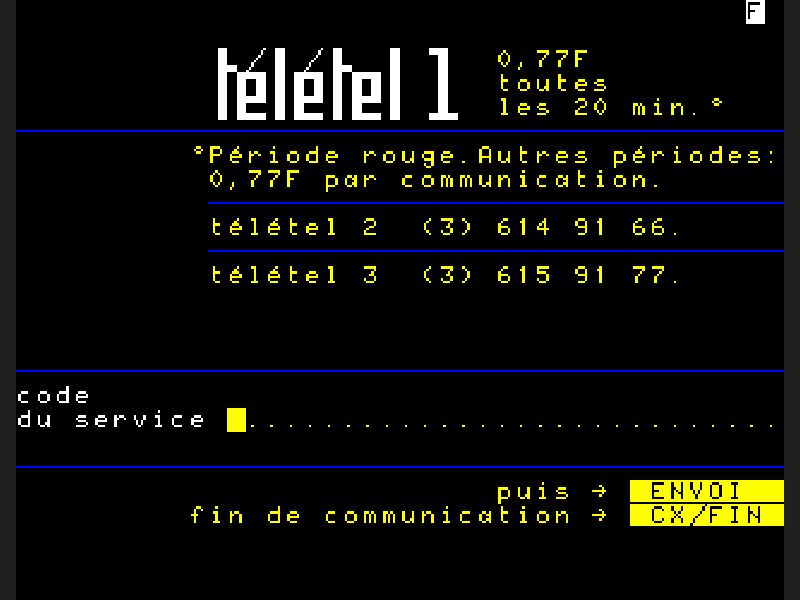 F
télétel 1
0,77F
toutes
les 20 min.°
°Période rouge.Autres périodes:
0,77F par communication.
télétel 2 (3) 614 91 66.
télétel 3 (3) 615 91 77.
code
du service ............................
puis → ENVOI
fin de communication → CX/FIN